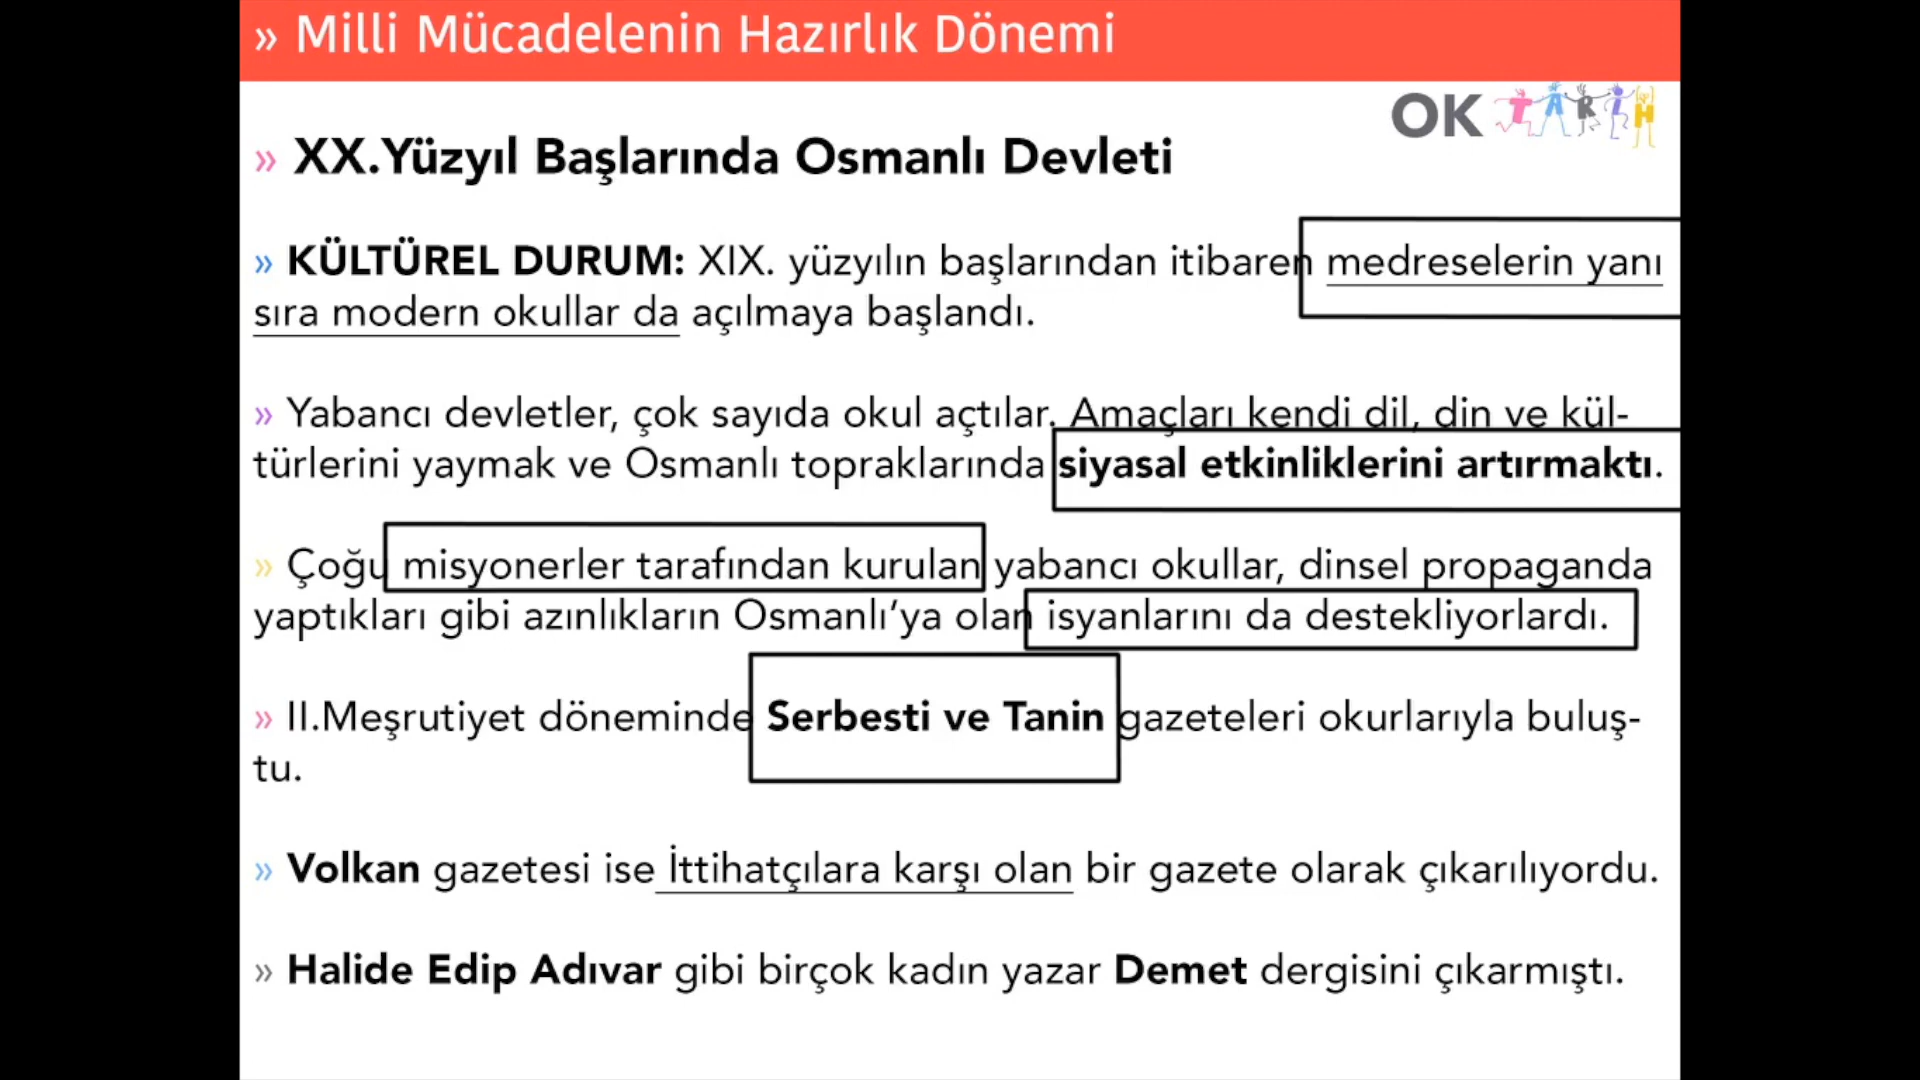 » Milli Mücadelenin Hazırlık Dönemi
OK TARİH
» XX.Yüzyıl Başlarında Osmanlı Devleti
» KÜLTÜREL DURUM: XIX. yüzyılın başlarından itibaren medreselerin yanı
sıra modern okullar da açılmaya başlandı.
» Yabancı devletler, çok sayıda okul açtılar. Amaçları kendi dil, din ve kül-
türlerini yaymak ve Osmanlı topraklarında siyasal etkinliklerini artırmaktı.
» Çoğu misyonerler tarafından kurulan yabancı okullar, dinsel propaganda
yaptıkları gibi azınlıkların Osmanlı’ya olan isyanlarını da destekliyorlardı.
» II.Meşrutiyet döneminde Serbesti ve Tanin gazeteleri okurlarıyla buluş-
tu.
» Volkan gazetesi ise İttihatçılara karşı olan bir gazete olarak çıkarılıyordu.
» Halide Edip Adıvar gibi birçok kadın yazar Demet dergisini çıkarmıştı.